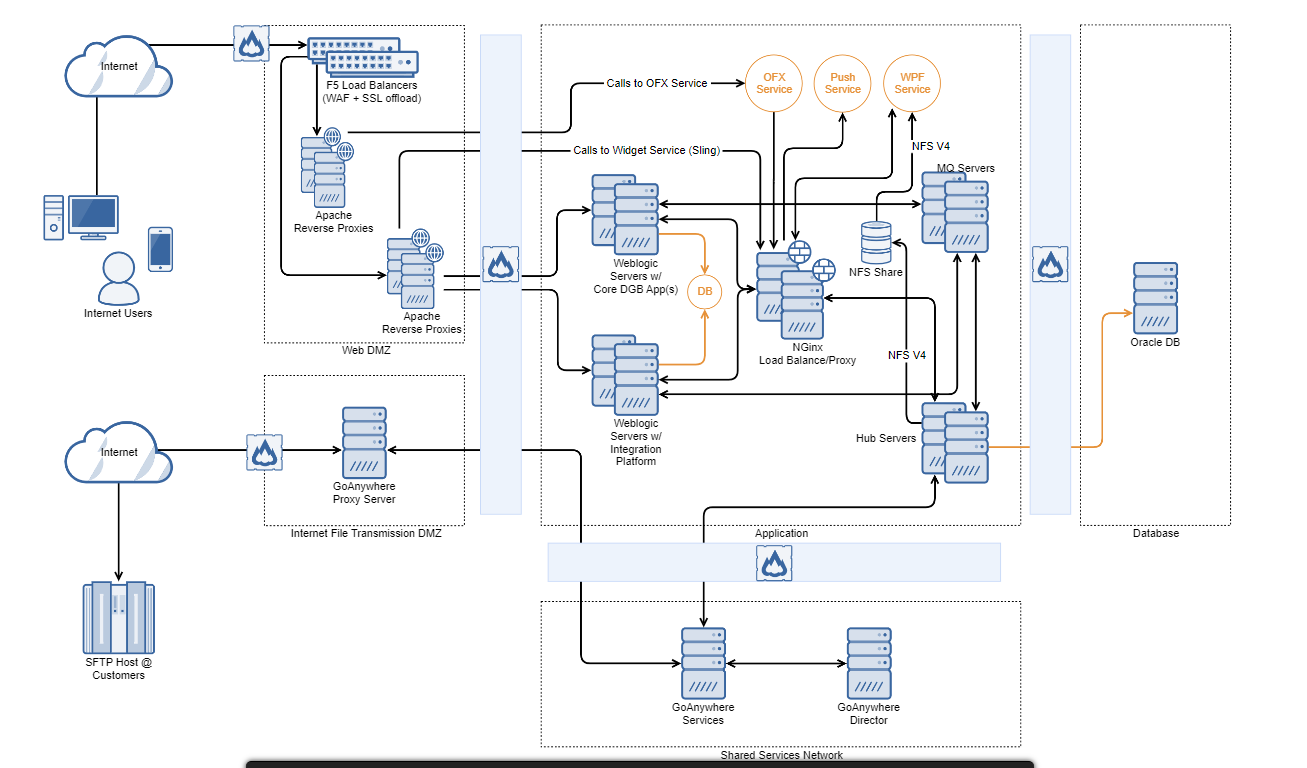 Internet
F5 Load Balancers
(WAF + SSL offload)
Calls to OFX Service
OFX
Service
Push
Service
WPF
Service
NFS V4
Calls to Widget Service (Sling)
MQ Servers
Apache
Reverse Proxies
Internet Users
Apache
Reverse Proxies
Web DMZ
Weblogic
Servers w/
Core DGB App(s)
DB
NFS Share
NGinx
Load Balance/Proxy
NFS V4
Oracle DB
Weblogic
Servers w/
Integration
Platform
Hub Servers
Internet
GoAnywhere
Proxy Server
Internet File Transmission DMZ
Application
Database
SFTP Host @
Customers
GoAnywhere
Services
GoAnywhere
Director
Shared Services Network